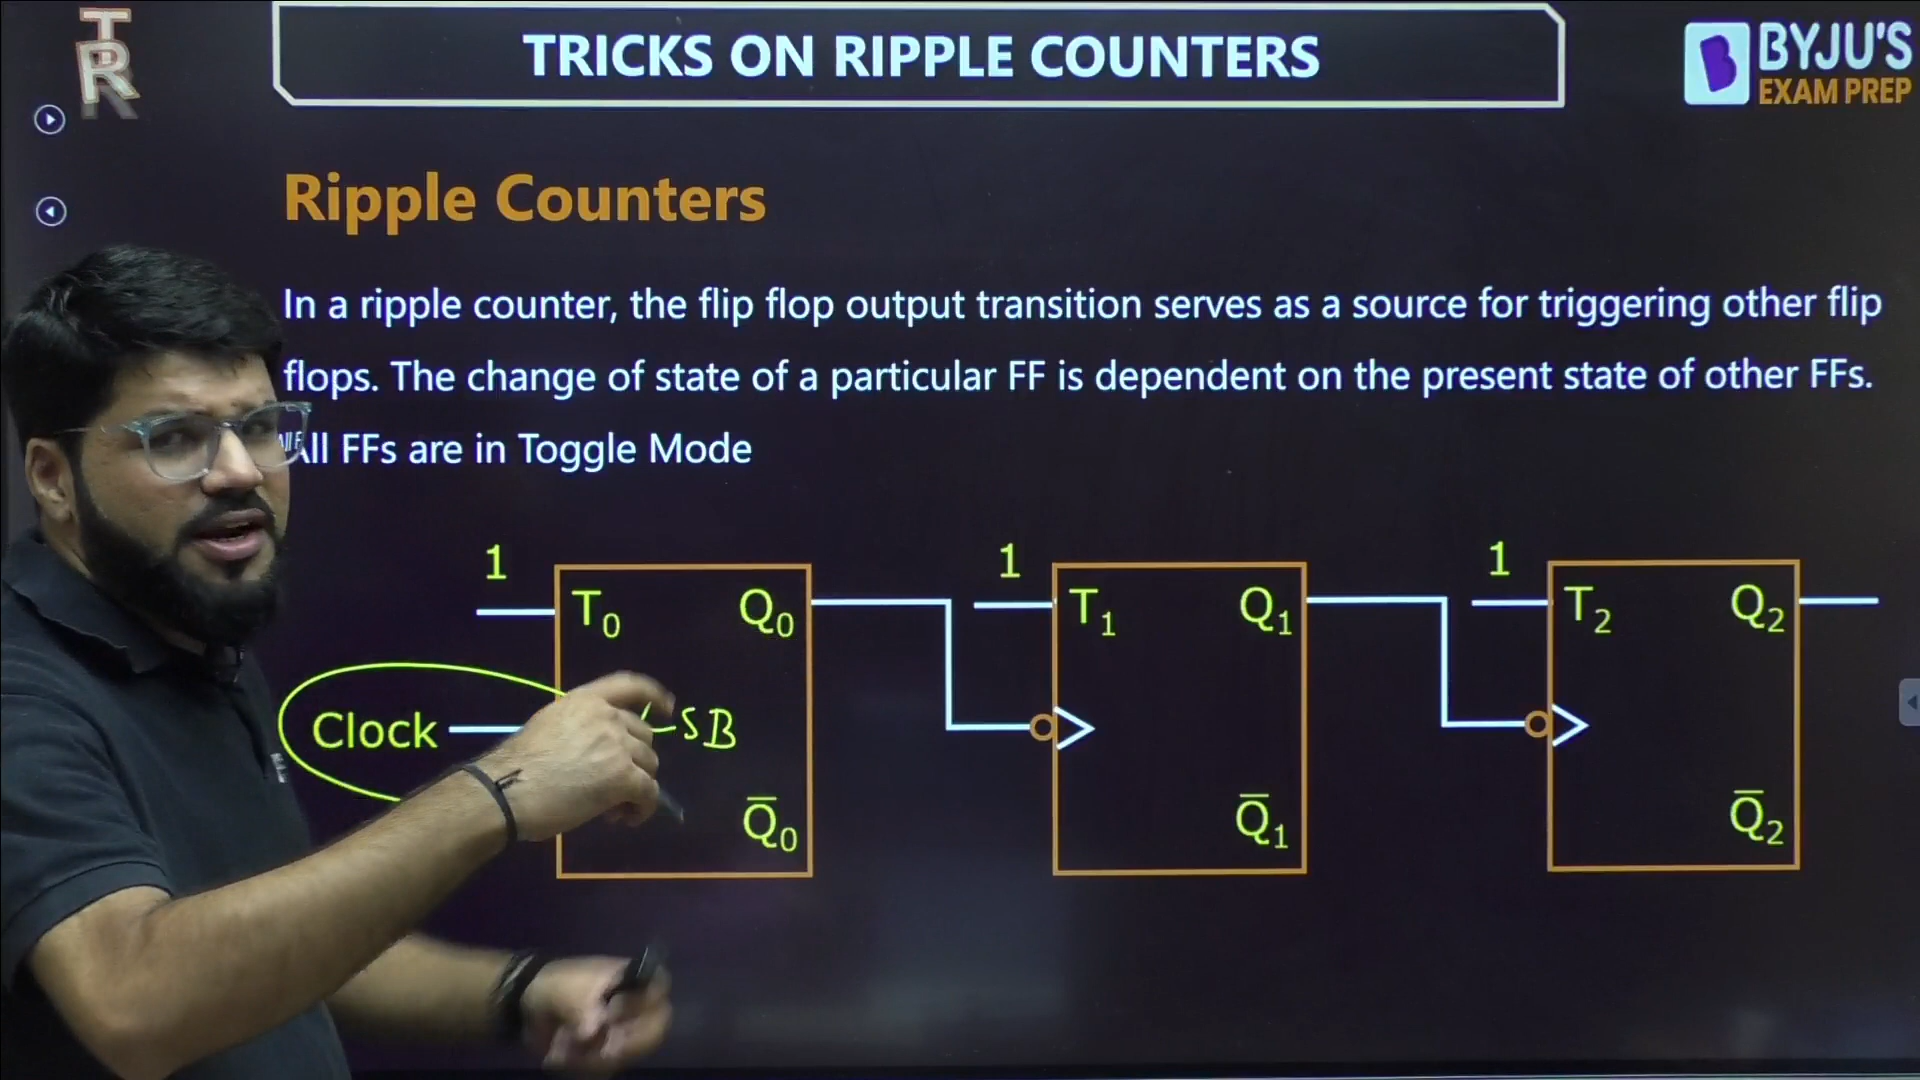 TR
TRICKS ON RIPPLE COUNTERS
BYJU'S
EXAM PREP
Ripple Counters
In a ripple counter, the flip flop output transition serves as a source for triggering other flip
flops. The change of state of a particular FF is dependent on the present state of other FFs.
All FFs are in Toggle Mode
1 1 1
T0 Q0 T1 Q1 T2 Q2
Clock LSB
Q̅0 Q̅1 Q̅2